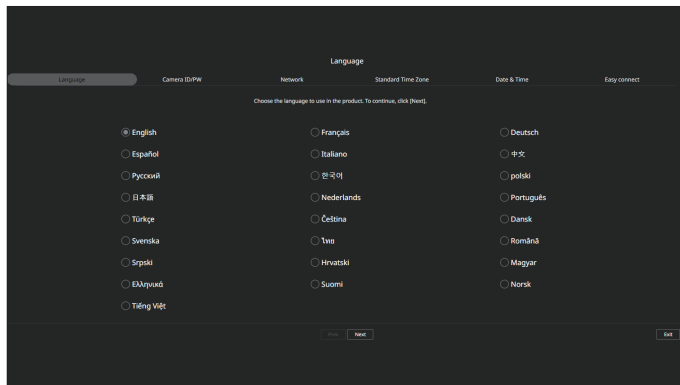 Language
Language Camera ID/PW Network Standard Time Zone Date & Time Easy connect
Choose the language to use in the product. To continue, click [Next].
English Français Deutsch
Español Italiano 中文
Русский 한국어 polski
日本語 Nederlands Português
Türkçe Čeština Dansk
Svenska ไทย Română
Srpski Hrvatski Magyar
Ελληνικά Suomi Norsk
Tiếng Việt
Prev Next Exit